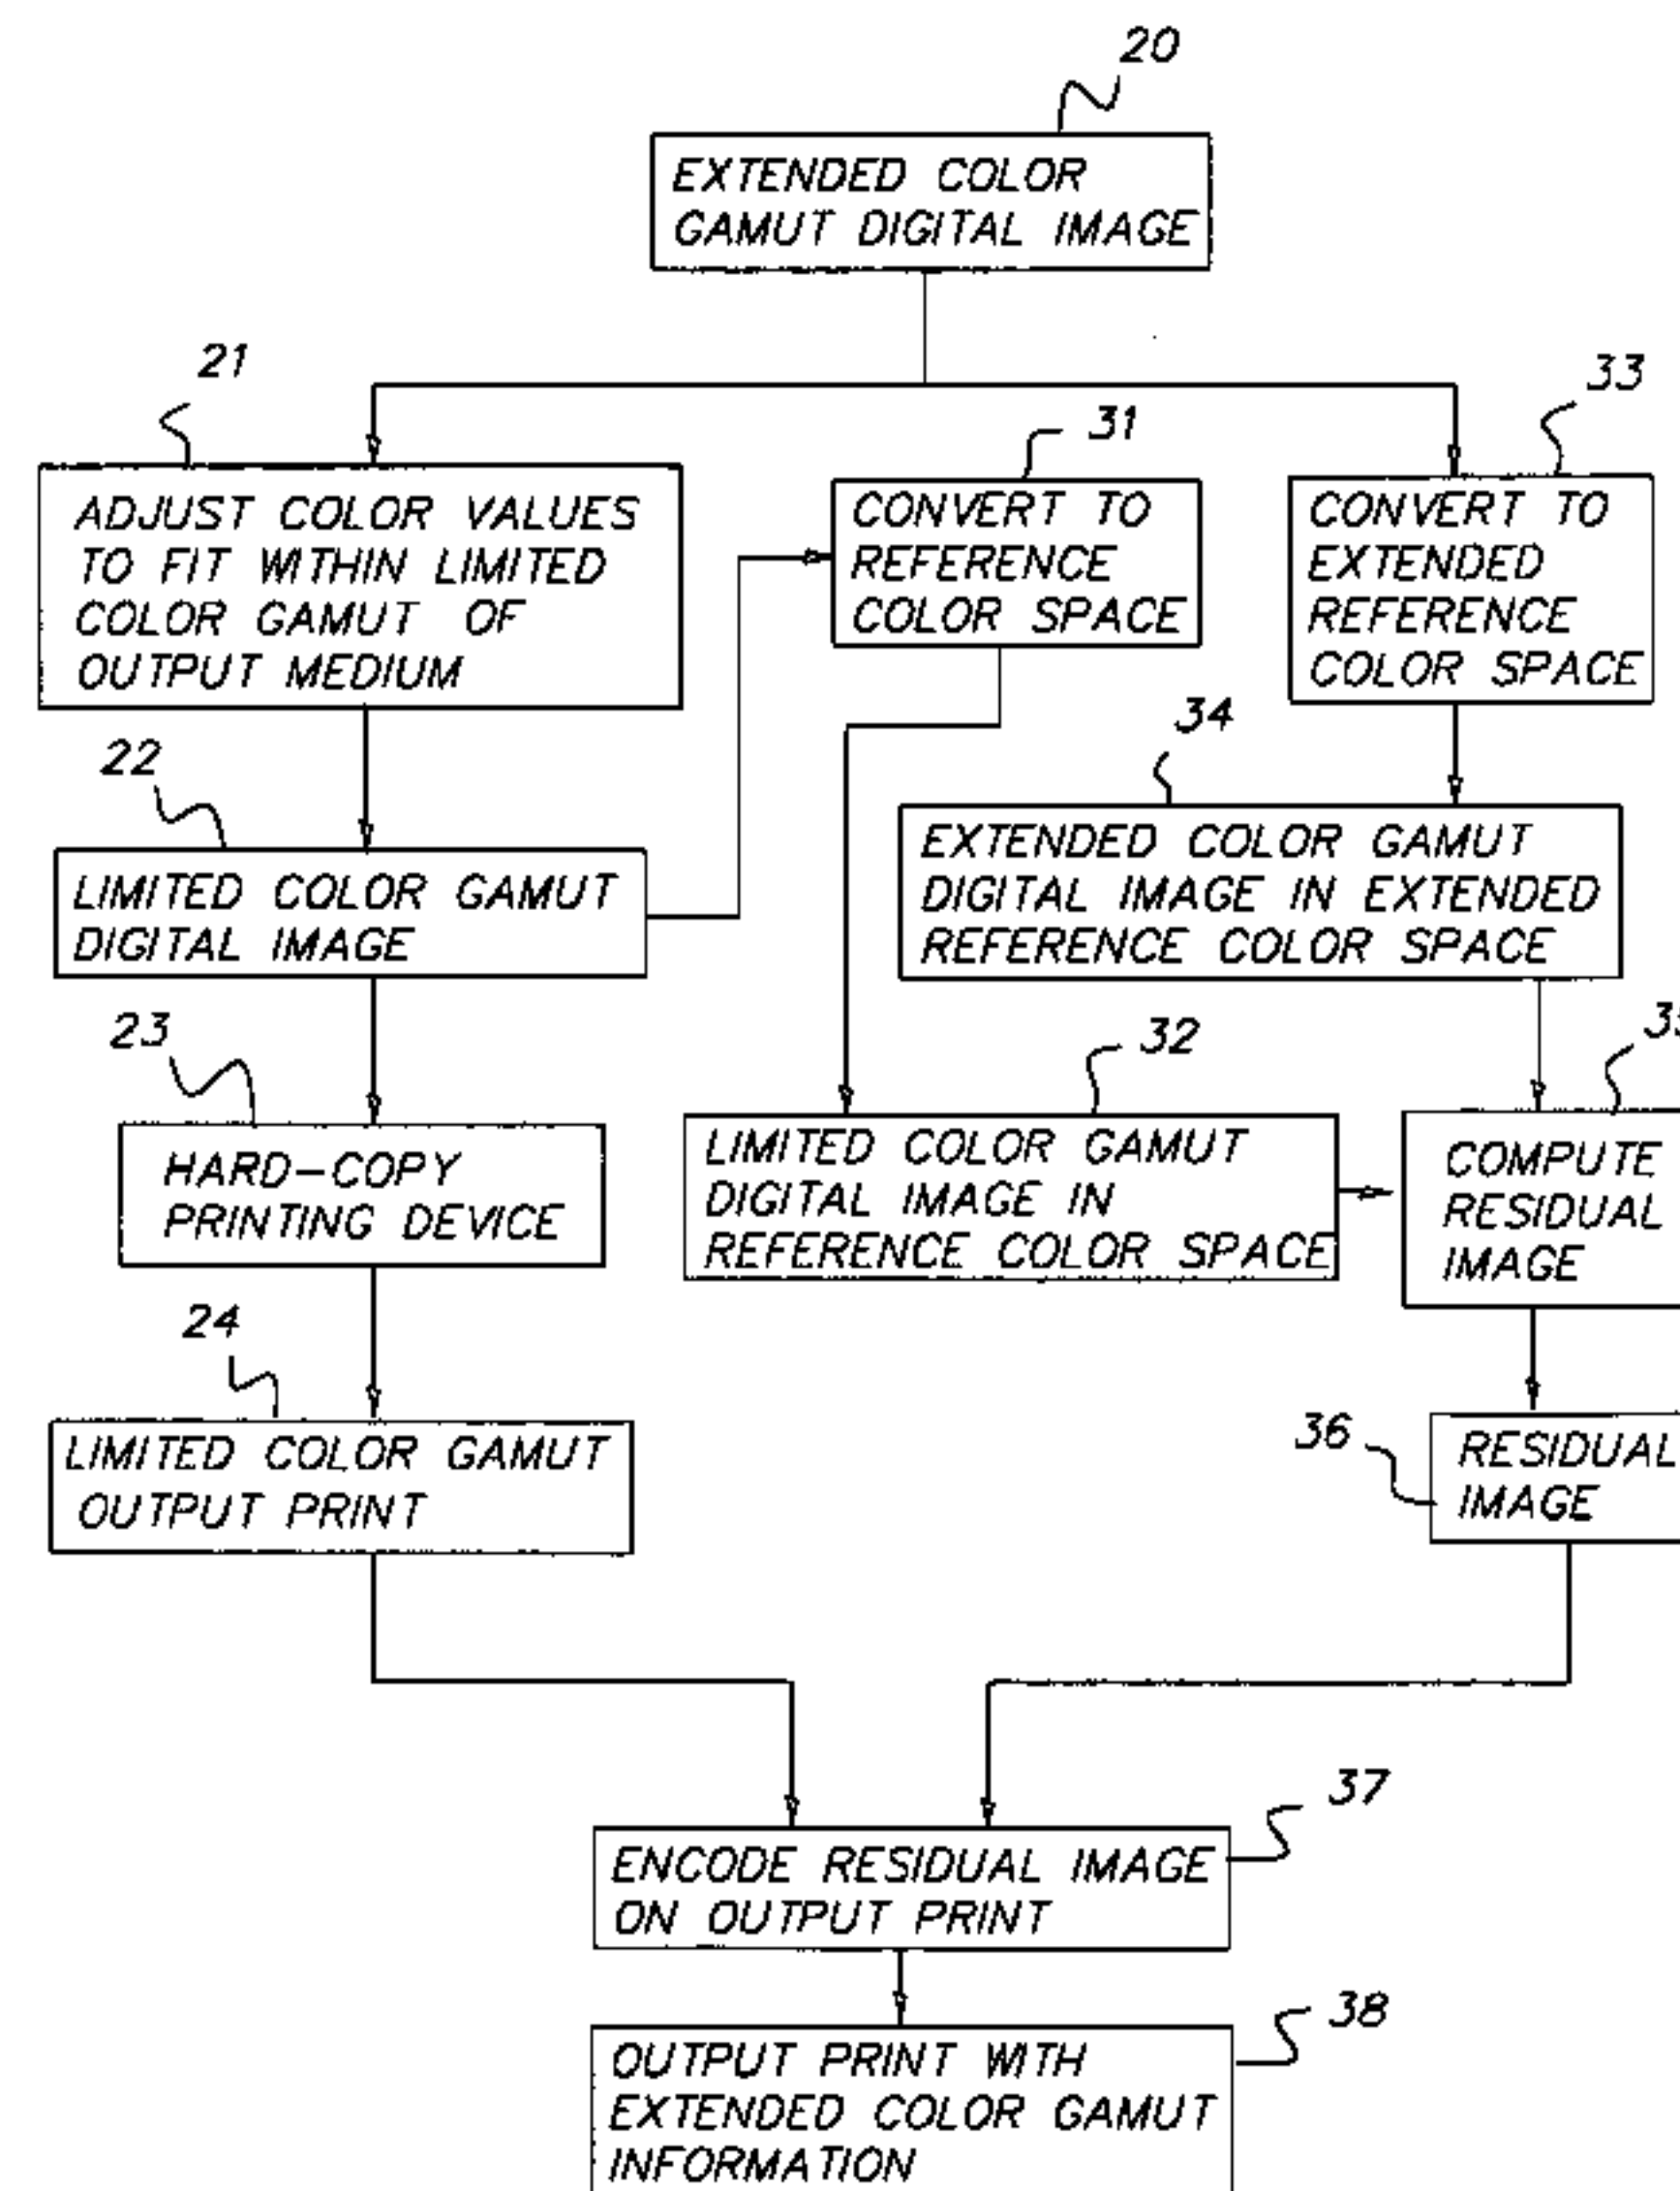 20
EXTENDED COLOR
GAMUT DIGITAL IMAGE
21
ADJUST COLOR VALUES
TO FIT WITHIN LIMITED
COLOR GAMUT OF
OUTPUT MEDIUM
31
CONVERT TO
REFERENCE
COLOR SPACE
33
CONVERT TO
EXTENDED
REFERENCE
COLOR SPACE
22
LIMITED COLOR GAMUT
DIGITAL IMAGE
34
EXTENDED COLOR GAMUT
DIGITAL IMAGE IN EXTENDED
REFERENCE COLOR SPACE
23
HARD-COPY
PRINTING DEVICE
32
LIMITED COLOR GAMUT
DIGITAL IMAGE IN
REFERENCE COLOR SPACE
COMPUTE
RESIDUAL
IMAGE
24
LIMITED COLOR GAMUT
OUTPUT PRINT
36
RESIDUAL
IMAGE
37
ENCODE RESIDUAL IMAGE
ON OUTPUT PRINT
38
OUTPUT PRINT WITH
EXTENDED COLOR GAMUT
INFORMATION